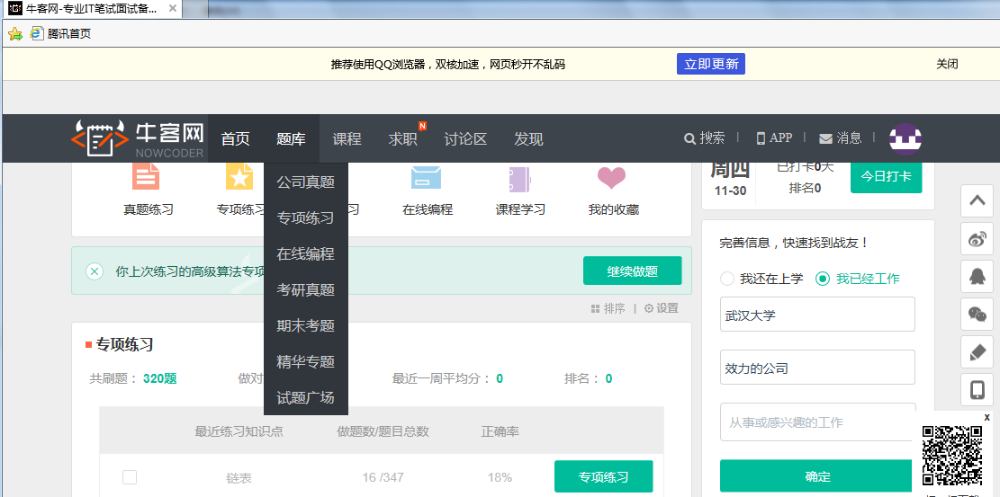 牛客网-专业IT笔试面试备...
腾讯首页
推荐使用QQ浏览器，双核加速，网页秒开不乱码
立即更新
关闭
牛客网
NOWCODER
首页 题库 课程 求职 N 讨论区 发现
搜索 | APP | 消息 |
公司真题
专项练习
在线编程
考研真题
期末考题
精华专题
试题广场
真题练习 专项练习 习 在线编程 课程学习 我的收藏
周四
11-30
已打卡0天
排名0
今日打卡
你上次练习的高级算法专项
继续做题
排序 | 设置
专项练习
共刷题： 320题 做对 最近一周平均分： 0 排名： 0
最近练习知识点 做题数/题目总数 正确率
链表 16 /347 18% 专项练习
完善信息，快速找到战友！
我还在上学 我已经工作
武汉大学
效力的公司
从事或感兴趣的工作
确定
x